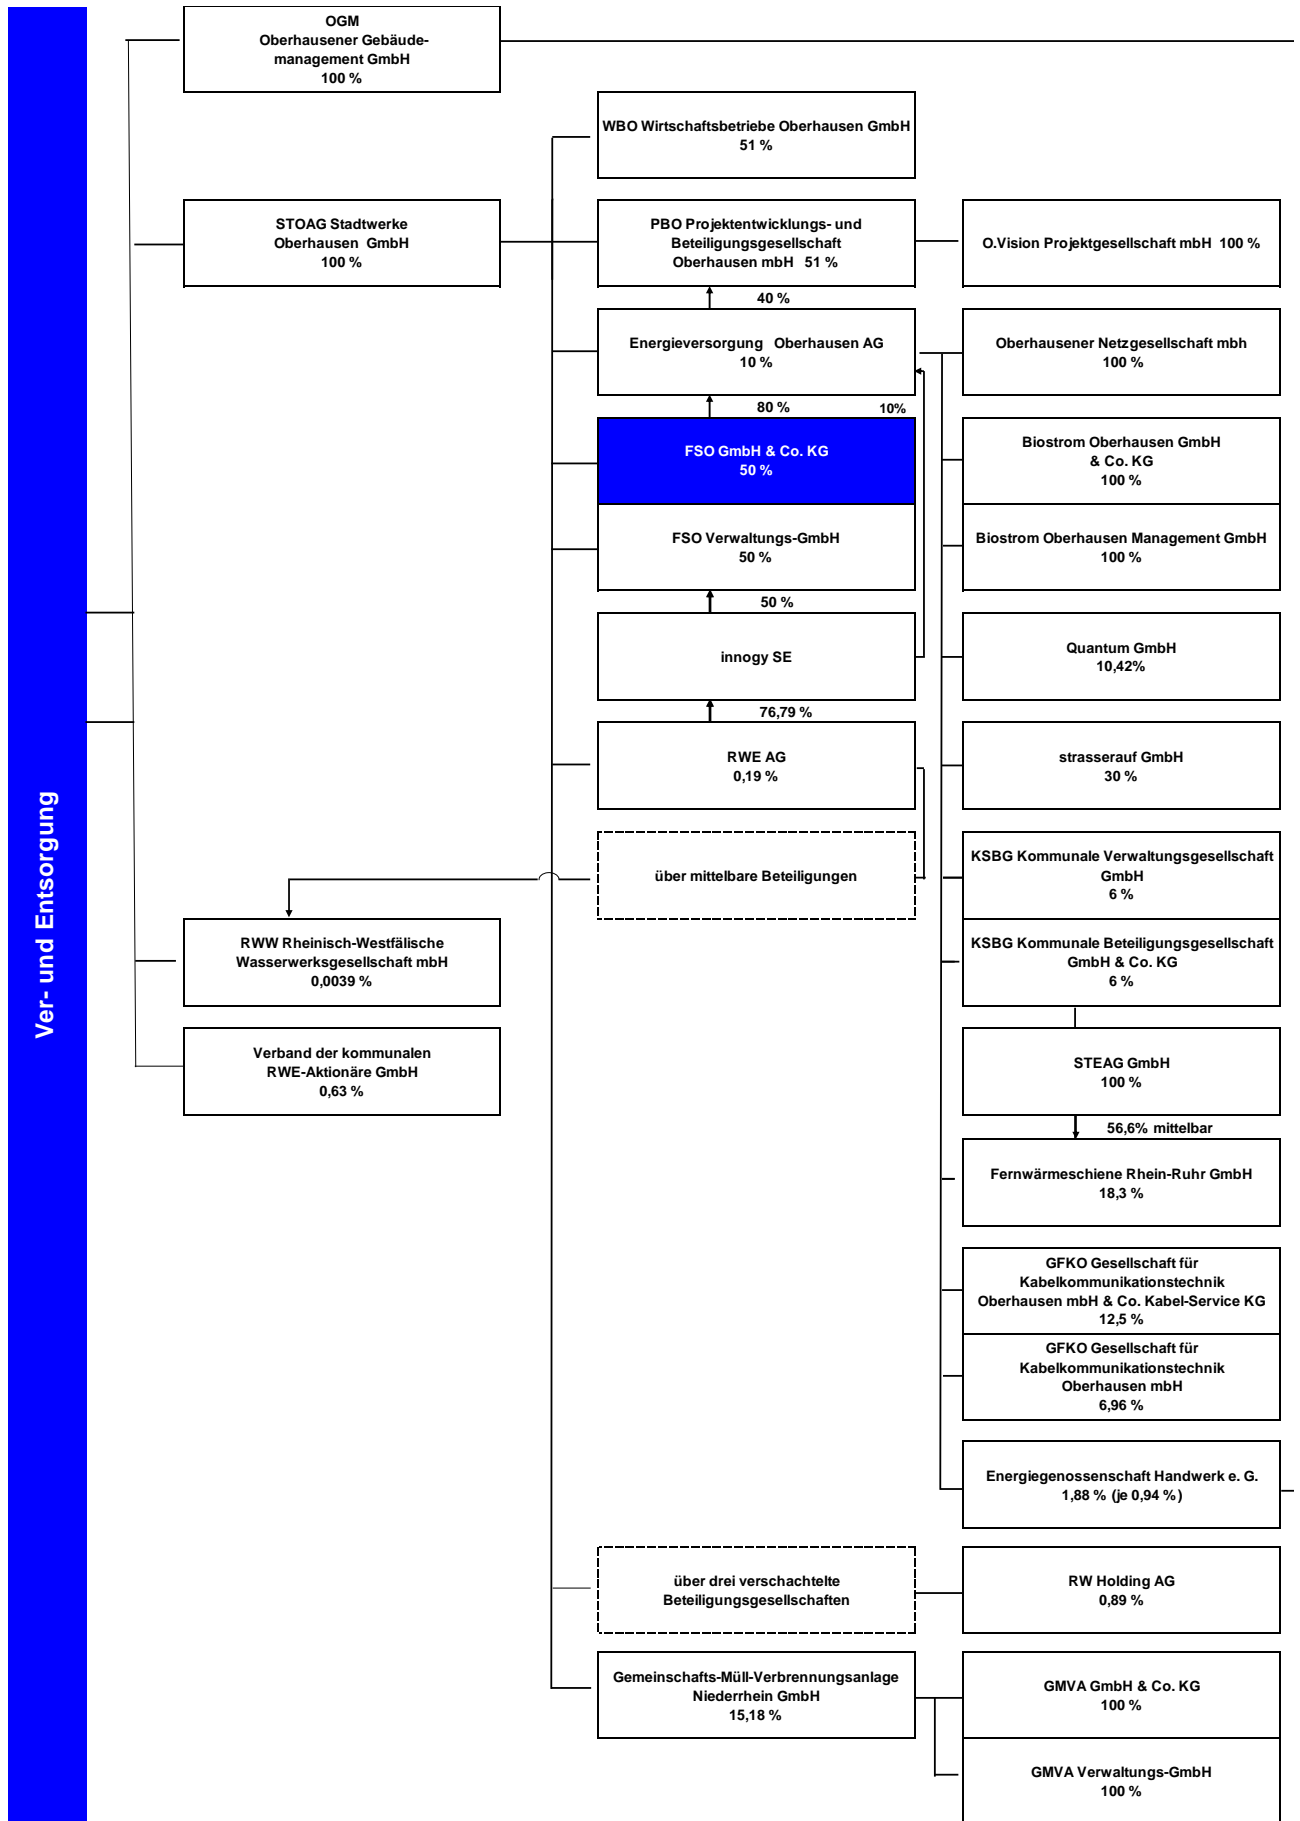 Ver- und Entsorgung
OGM
Oberhausener Gebäude-
management GmbH
100 %
WBO Wirtschaftsbetriebe Oberhausen GmbH
51 %
STOAG Stadtwerke
Oberhausen GmbH
100 %
PBO Projektentwicklungs- und
Beteiligungsgesellschaft
Oberhausen mbH 51 %
O.Vision Projektgesellschaft mbH 100 %
40 %
Energieversorgung Oberhausen AG
10 %
Oberhausener Netzgesellschaft mbh
100 %
80 %
10%
FSO GmbH & Co. KG
50 %
Biostrom Oberhausen GmbH
& Co. KG
100 %
FSO Verwaltungs-GmbH
50 %
Biostrom Oberhausen Management GmbH
100 %
50 %
innogy SE
Quantum GmbH
10,42%
76,79 %
RWE AG
0,19 %
strasserauf GmbH
30 %
über mittelbare Beteiligungen
KSBG Kommunale Verwaltungsgesellschaft
GmbH
6 %
RWW Rheinisch-Westfälische
Wasserwerksgesellschaft mbH
0,0039 %
KSBG Kommunale Beteiligungsgesellschaft
GmbH & Co. KG
6 %
Verband der kommunalen
RWE-Aktionäre GmbH
0,63 %
STEAG GmbH
100 %
56,6% mittelbar
Fernwärmeschiene Rhein-Ruhr GmbH
18,3 %
GFKO Gesellschaft für
Kabelkommunikationstechnik
Oberhausen mbH & Co. Kabel-Service KG
12,5 %
GFKO Gesellschaft für
Kabelkommunikationstechnik
Oberhausen mbH
6,96 %
Energiegenossenschaft Handwerk e. G.
1,88 % (je 0,94 %)
über drei verschachtelte
Beteiligungsgesellschaften
RW Holding AG
0,89 %
Gemeinschafts-Müll-Verbrennungsanlage
Niederrhein GmbH
15,18 %
GMVA GmbH & Co. KG
100 %
GMVA Verwaltungs-GmbH
100 %